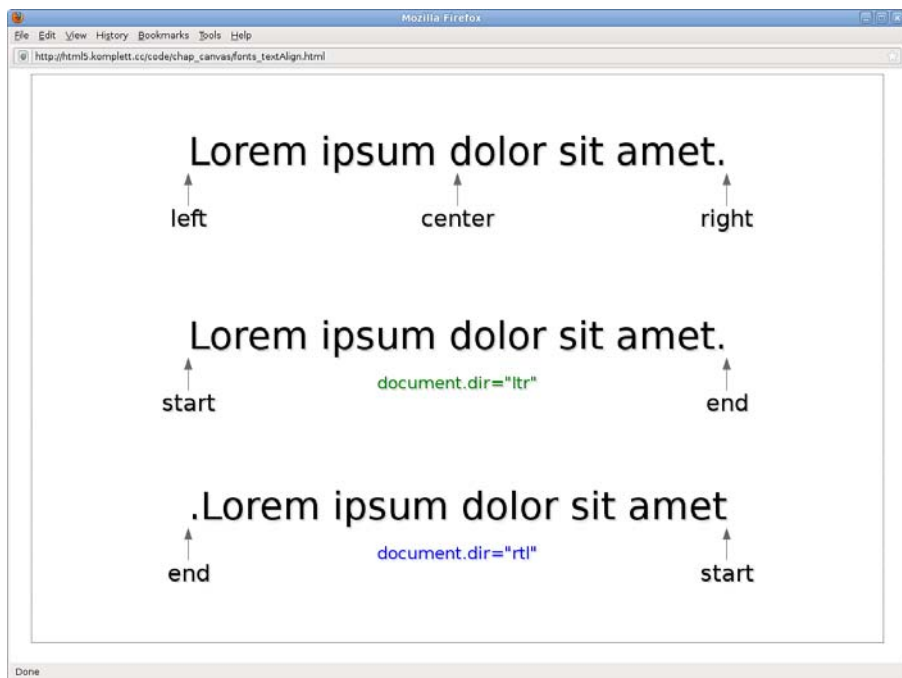 Mozilla Firefox
File Edit View History Bookmarks Tools Help
http://html5.komplett.cc/code/chap_canvas/fonts_textAlign.html
Lorem ipsum dolor sit amet.
left center right
Lorem ipsum dolor sit amet.
document.dir="ltr"
start end
.Lorem ipsum dolor sit amet
document.dir="rtl"
end start
Done